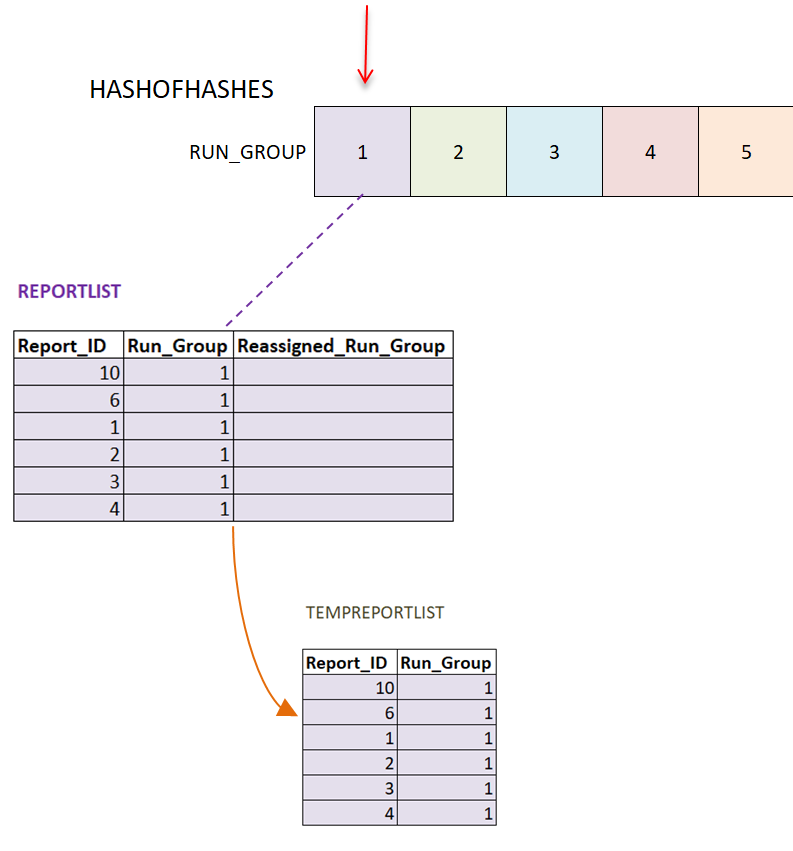 HASHOFHASHES
RUN_GROUP 1 2 3 4 5
REPORTLIST
Report_ID Run_Group Reassigned_Run_Group
10 1
6 1
1 1
2 1
3 1
4 1
TEMPREPORTLIST
Report_ID Run_Group
10 1
6 1
1 1
2 1
3 1
4 1